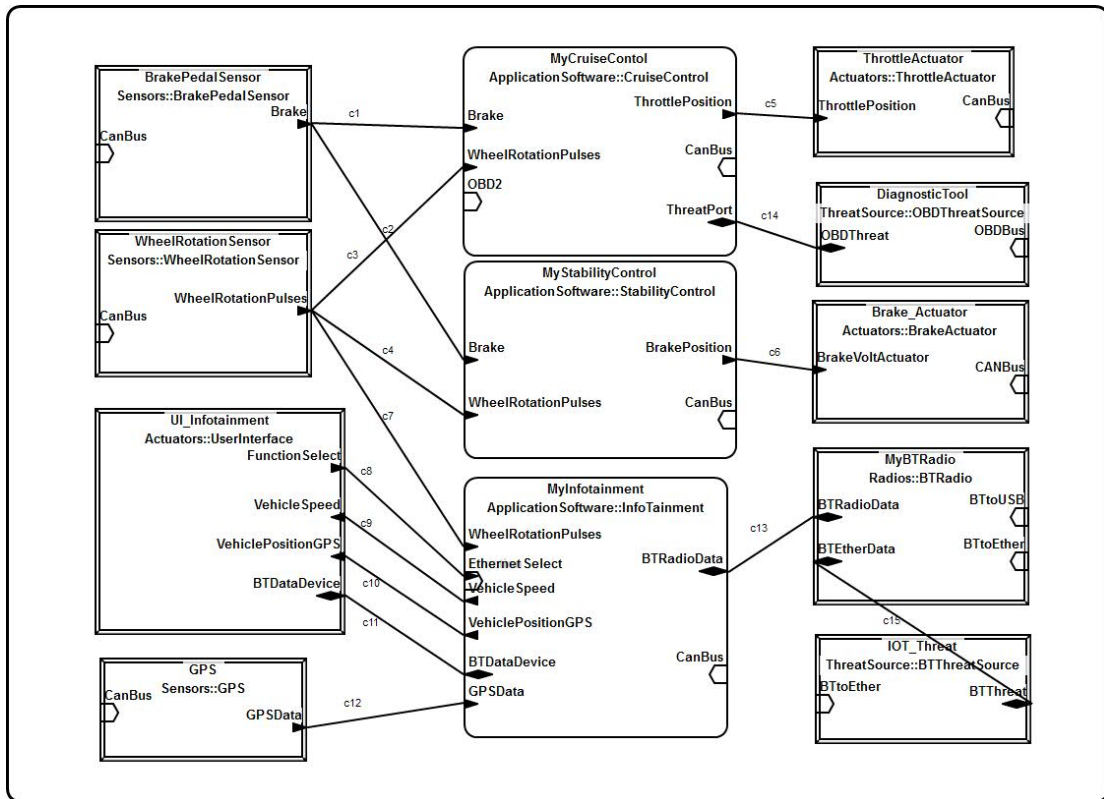 BrakePedalSensor
Sensors::BrakePedalSensor
Brake
CanBus
WheelRotationSensor
Sensors::WheelRotationSensor
WheelRotationPulses
CanBus
UI_Infotainment
Actuators::UserInterface
FunctionSelect
VehicleSpeed
VehiclePositionGPS
BTDataDevice
GPS
Sensors::GPS
CanBus
GPSData
c1
c2
c3
c4
c7
c8
c9
c10
c11
c12
MyCruiseContol
ApplicationSoftware::CruiseControl
ThrottlePosition
Brake
WheelRotationPulses
CanBus
OBD2
ThreatPort
MyStabilityControl
ApplicationSoftware::StabilityControl
Brake
BrakePosition
WheelRotationPulses
CanBus
MyInfotainment
ApplicationSoftware::InfoTainment
WheelRotationPulses
BTRadioData
Ethernet Select
VehicleSpeed
VehiclePositionGPS
BTDataDevice
CanBus
GPSData
c5
c14
c6
c13
c15
ThrottleActuator
Actuators::ThrottleActuator
ThrottlePosition
CanBus
DiagnosticTool
ThreatSource::OBDThreatSource
OBDThreat
OBDBus
Brake_Actuator
Actuators::BrakeActuator
BrakeVoltActuator
CANBus
MyBTRadio
Radios::BTRadio
BTRadioData
BTtoUSB
BTEtherData
BTtoEther
IOT_Threat
ThreatSource::BTThreatSource
BTtoEther
BTThreat